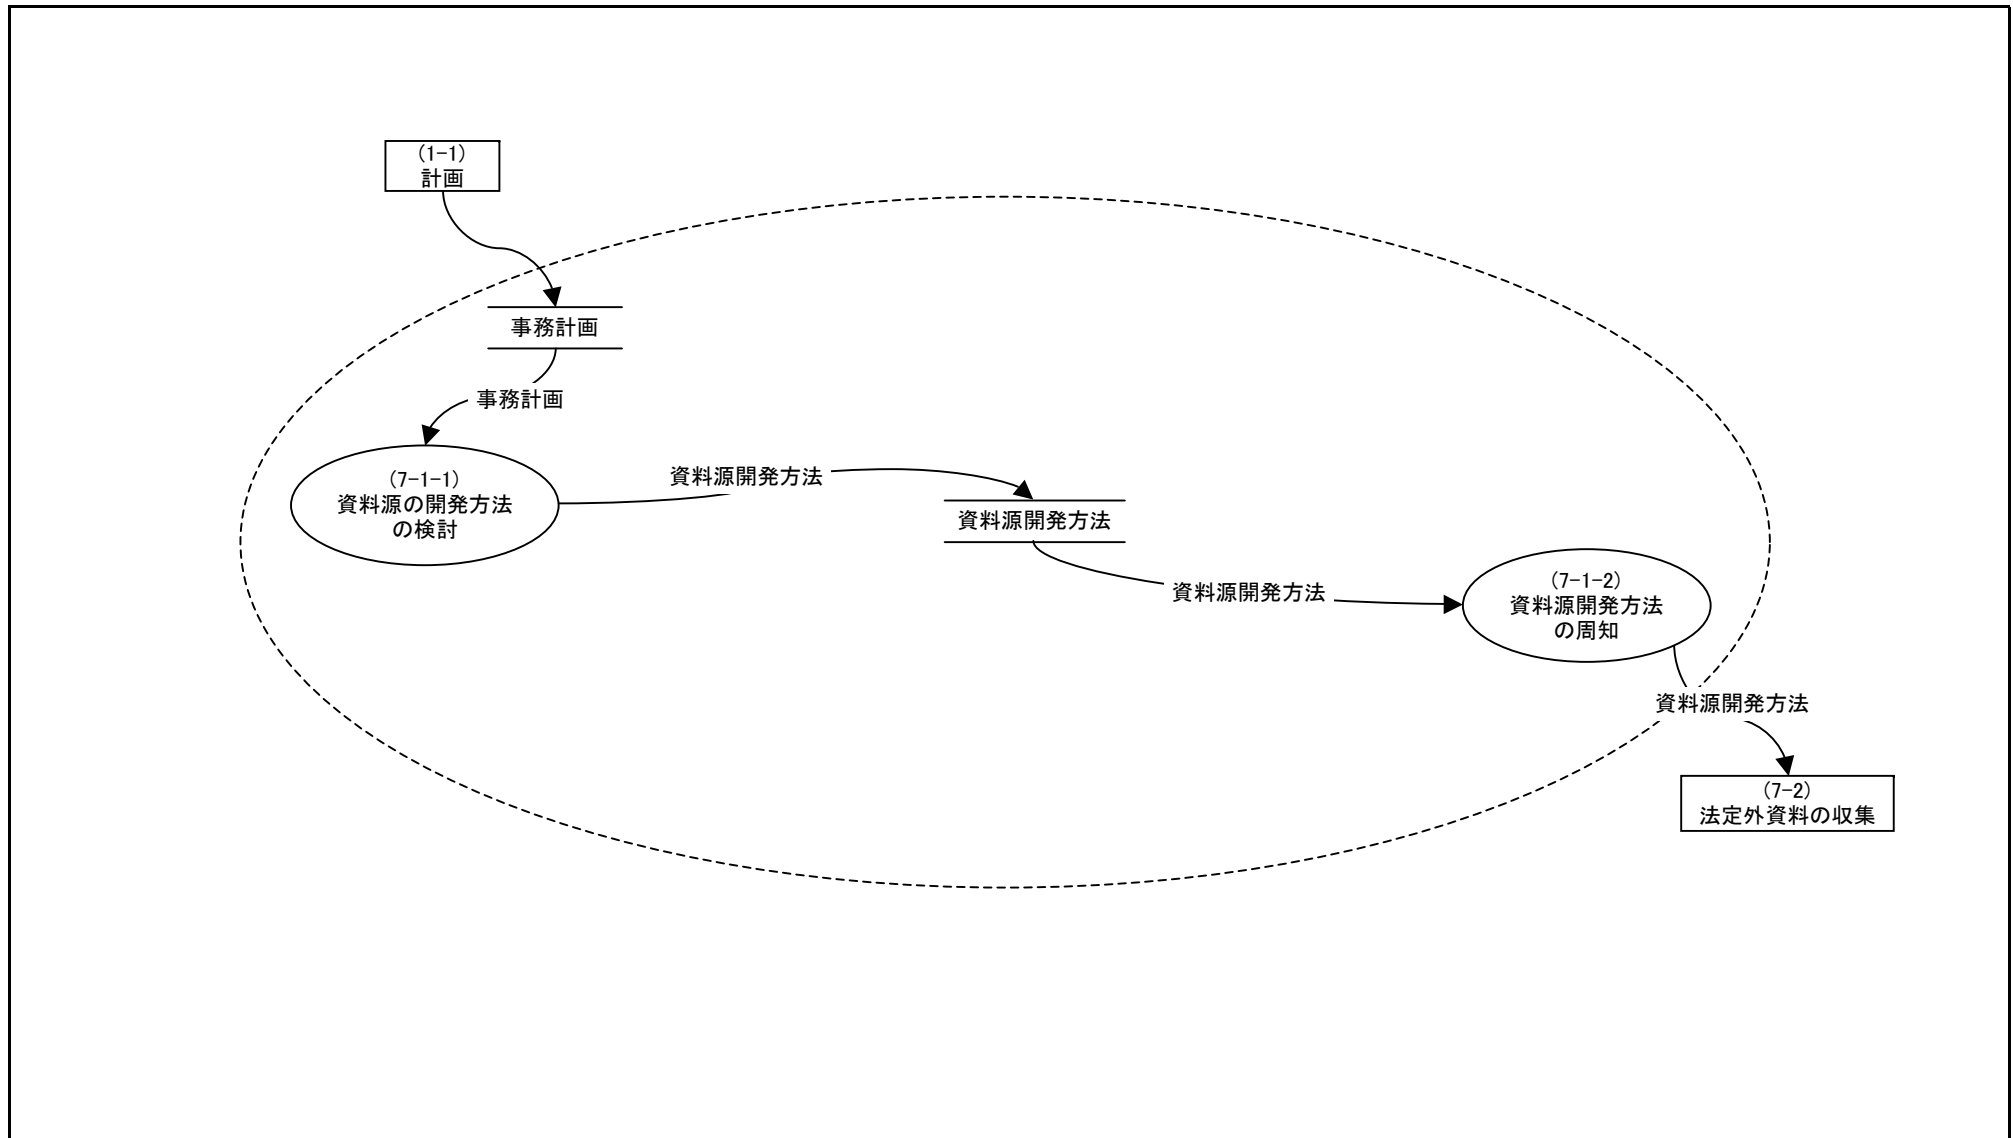 (1-1)
計画
事務計画
事務計画
(7-1-1)
資料源の開発方法
の検討
資料源開発方法
資料源開発方法
資料源開発方法
(7-1-2)
資料源開発方法
の周知
資料源開発方法
(7-2)
法定外資料の収集